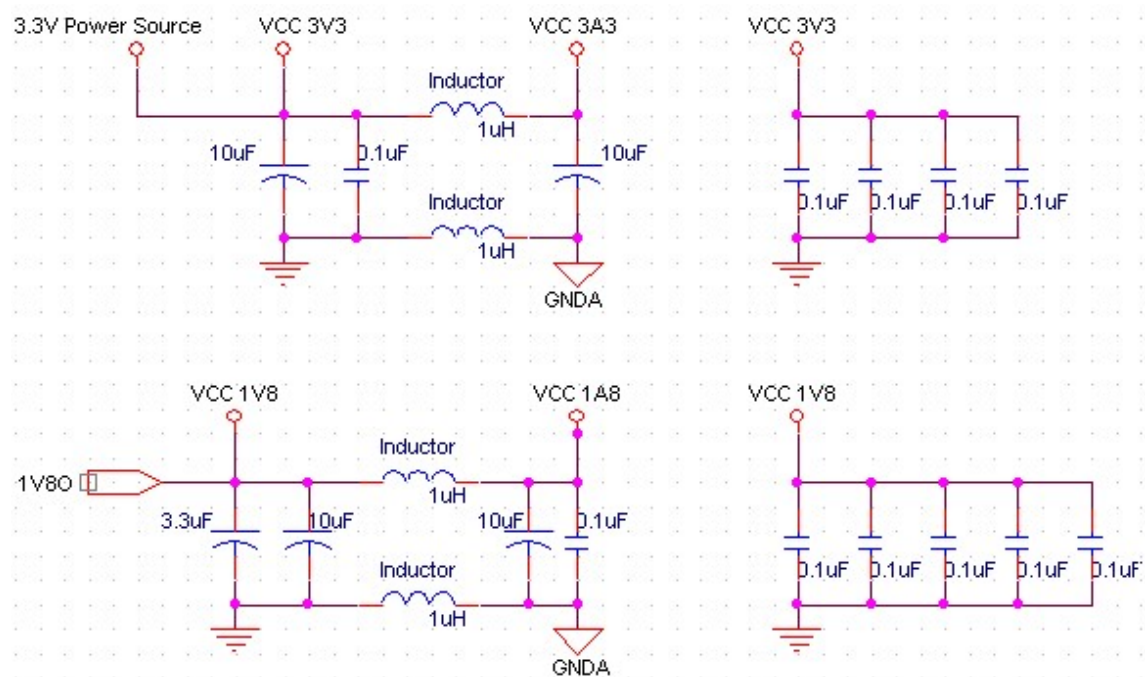 3.3V Power Source VCC 3V3 VCC 3A3 VCC 3V3
Inductor
1uH
10uF 0.1uF 10uF
0.1uF 0.1uF 0.1uF 0.1uF
Inductor
1uH
GNDA
VCC 1V8 VCC 1A8 VCC 1V8
Inductor
1V8O
1uH
3.3uF 10uF 10uF 0.1uF
0.1uF 0.1uF 0.1uF 0.1uF 0.1uF
Inductor
1uH
GNDA